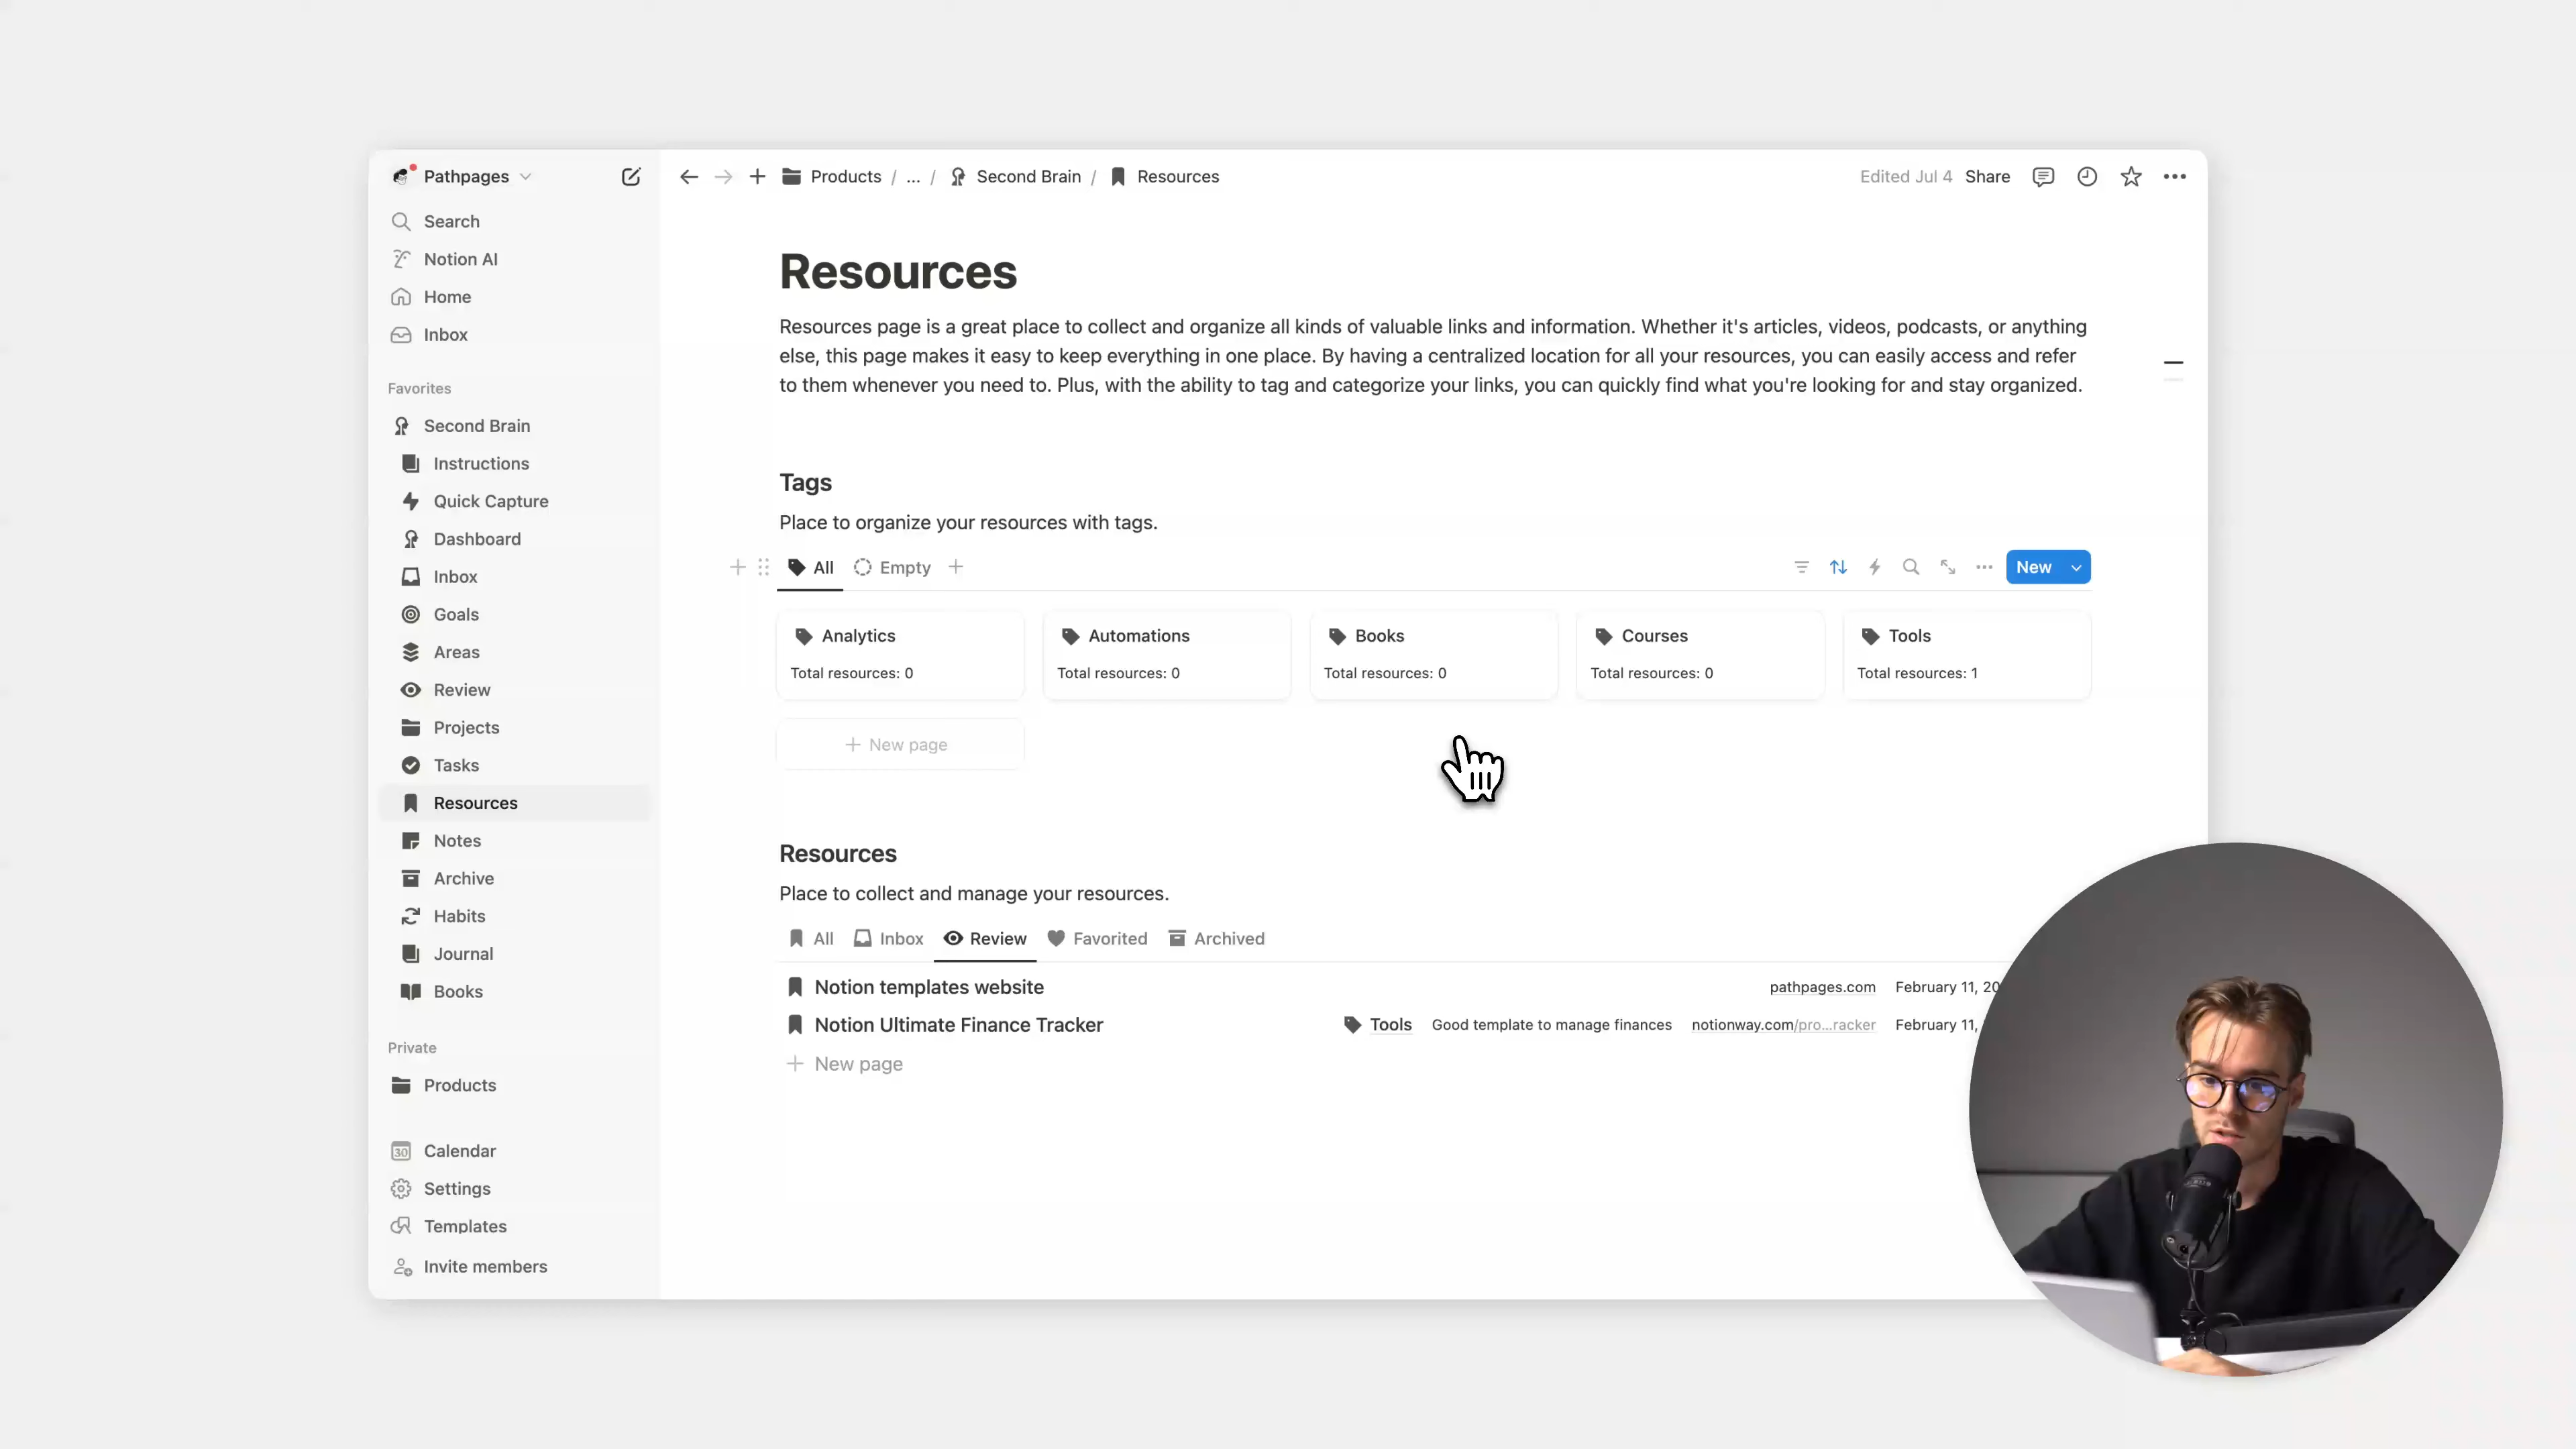 Pathpages
Search
Notion AI
Home
Inbox
Favorites
Second Brain
Instructions
Quick Capture
Dashboard
Inbox
Goals
Areas
Review
Projects
Tasks
Resources
Notes
Archive
Habits
Journal
Books
Private
Products
30 Calendar
Settings
Templates
Invite members
Products / ... / Second Brain / Resources
Edited Jul 4 Share
Resources
Resources page is a great place to collect and organize all kinds of valuable links and information. Whether it's articles, videos, podcasts, or anything
else, this page makes it easy to keep everything in one place. By having a centralized location for all your resources, you can easily access and refer
to them whenever you need to. Plus, with the ability to tag and categorize your links, you can quickly find what you're looking for and stay organized.
Tags
Place to organize your resources with tags.
All Empty New
Analytics Automations Books Courses Tools
Total resources: 0 Total resources: 0 Total resources: 0 Total resources: 0 Total resources: 1
New page
Resources
Place to collect and manage your resources.
All Inbox Review Favorited Archived
Notion templates website pathpages.com February 11, 20
Notion Ultimate Finance Tracker Tools Good template to manage finances notionway.com/pro...racker February 11,
New page